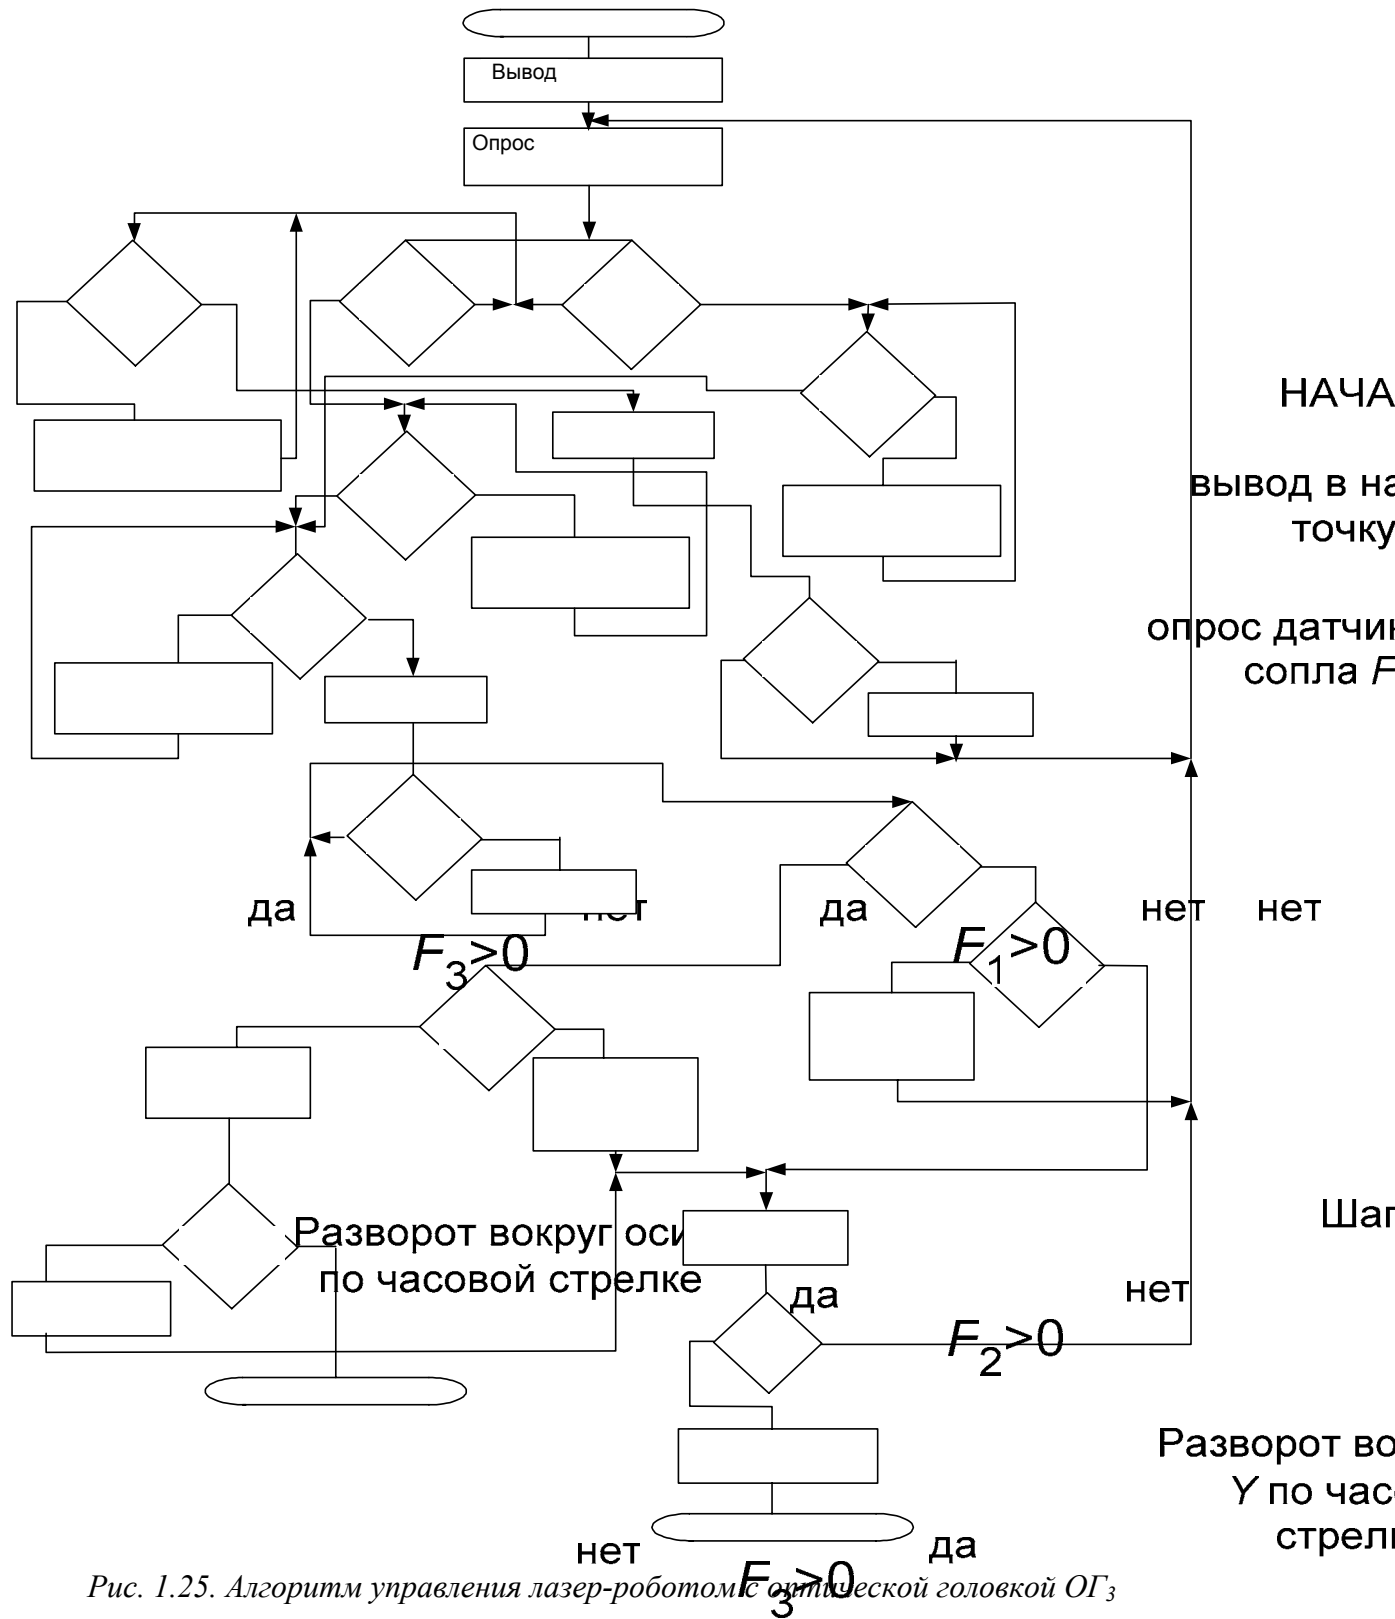 Вывод
Опрос
НАЧА
вывод в на
точку
опрос датчик
сопла F
да нет да нет нет
F3>0 F1>0
Шаг
Разворот вокруг оси
по часовой стрелке
да нет
F2>0
Разворот во
Y по час
стрел
нет да
F3>0
Рис. 1.25. Алгоритм управления лазер-роботом с оптической головкой ОГ3